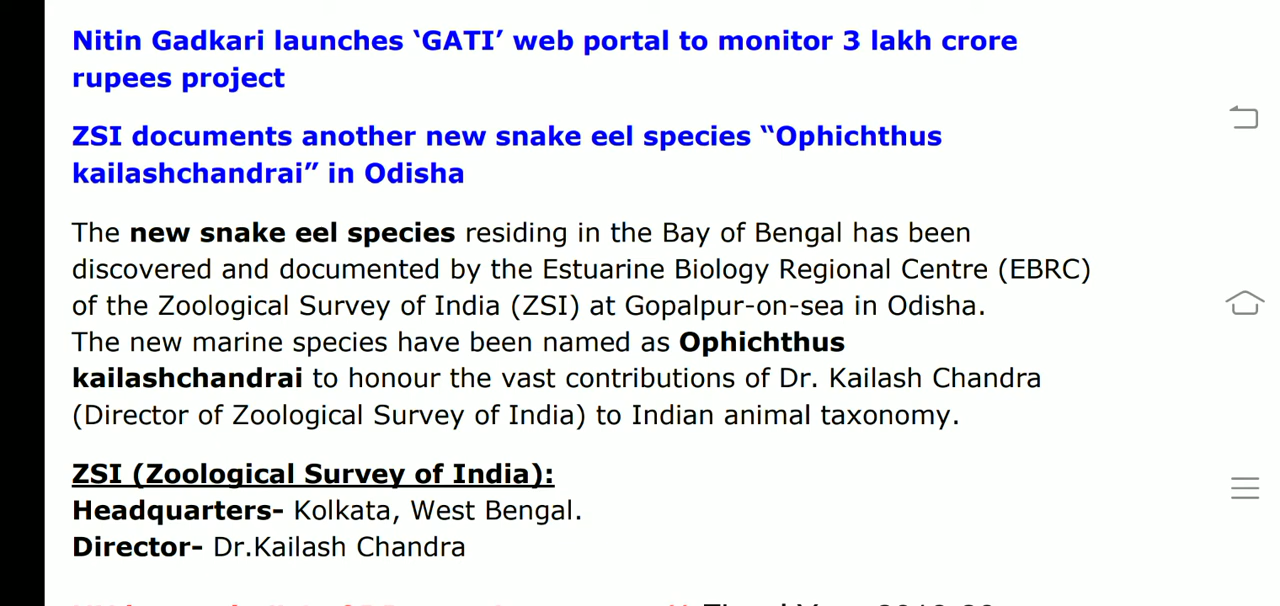 Nitin Gadkari launches ‘GATI’ web portal to monitor 3 lakh crore
rupees project
ZSI documents another new snake eel species “Ophichthus
kailashchandrai” in Odisha
The new snake eel species residing in the Bay of Bengal has been
discovered and documented by the Estuarine Biology Regional Centre (EBRC)
of the Zoological Survey of India (ZSI) at Gopalpur-on-sea in Odisha.
The new marine species have been named as Ophichthus
kailashchandrai to honour the vast contributions of Dr. Kailash Chandra
(Director of Zoological Survey of India) to Indian animal taxonomy.
ZSI (Zoological Survey of India):
Headquarters- Kolkata, West Bengal.
Director- Dr.Kailash Chandra